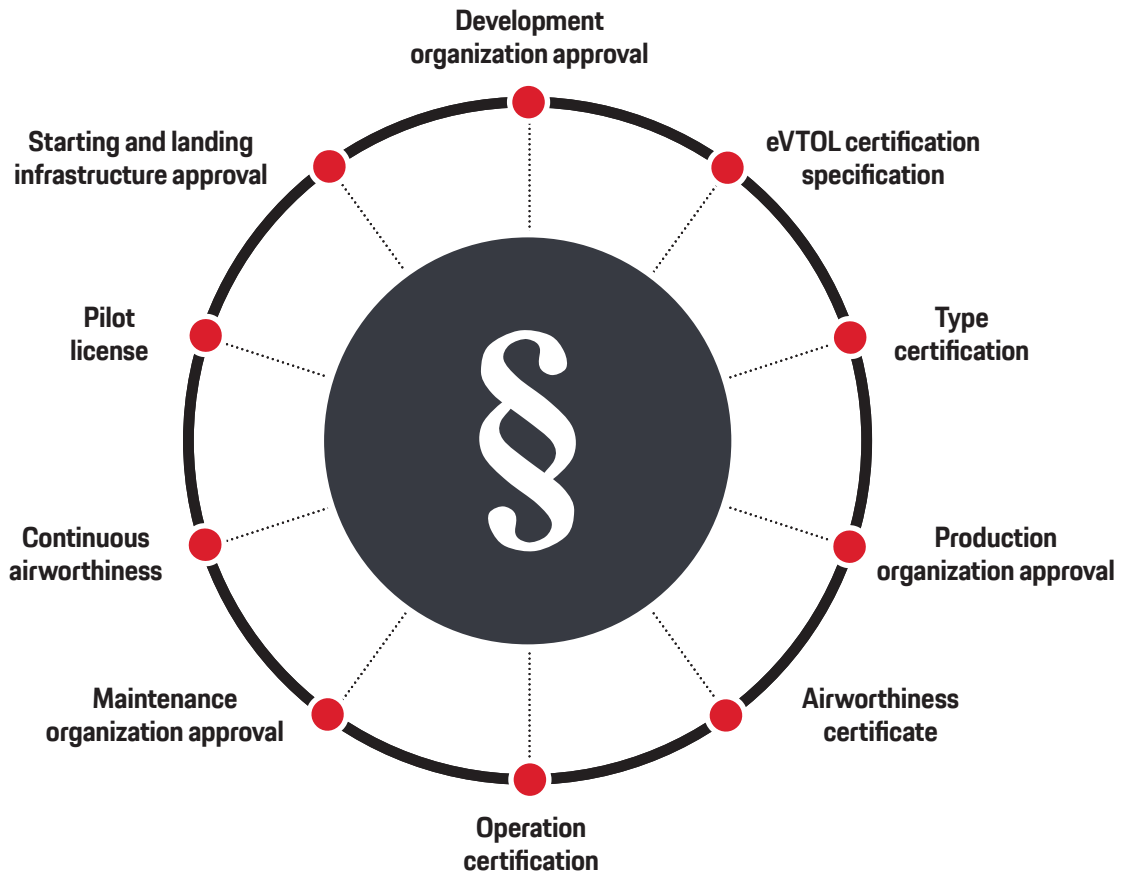 Development
organization approval
eVTOL certification
specification
Type
certification
Production
organization approval
Airworthiness
certificate
Operation
certification
Maintenance
organization approval
Continuous
airworthiness
Pilot
license
Starting and landing
infrastructure approval
§